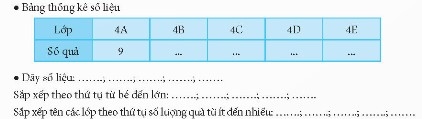 • Bảng thống kê số liệu
Lớp 4A 4B 4C 4D 4E
Số quả 9 ... ... ... ...
• Dãy số liệu: .......; .......; .......; .......; .......
Sắp xếp theo thứ tự từ bé đến lớn: .......; .......; .......; .......; .......
Sắp xếp tên các lớp theo thứ tự số lượng quả từ ít đến nhiều: .......; .......; .......; .......; .......